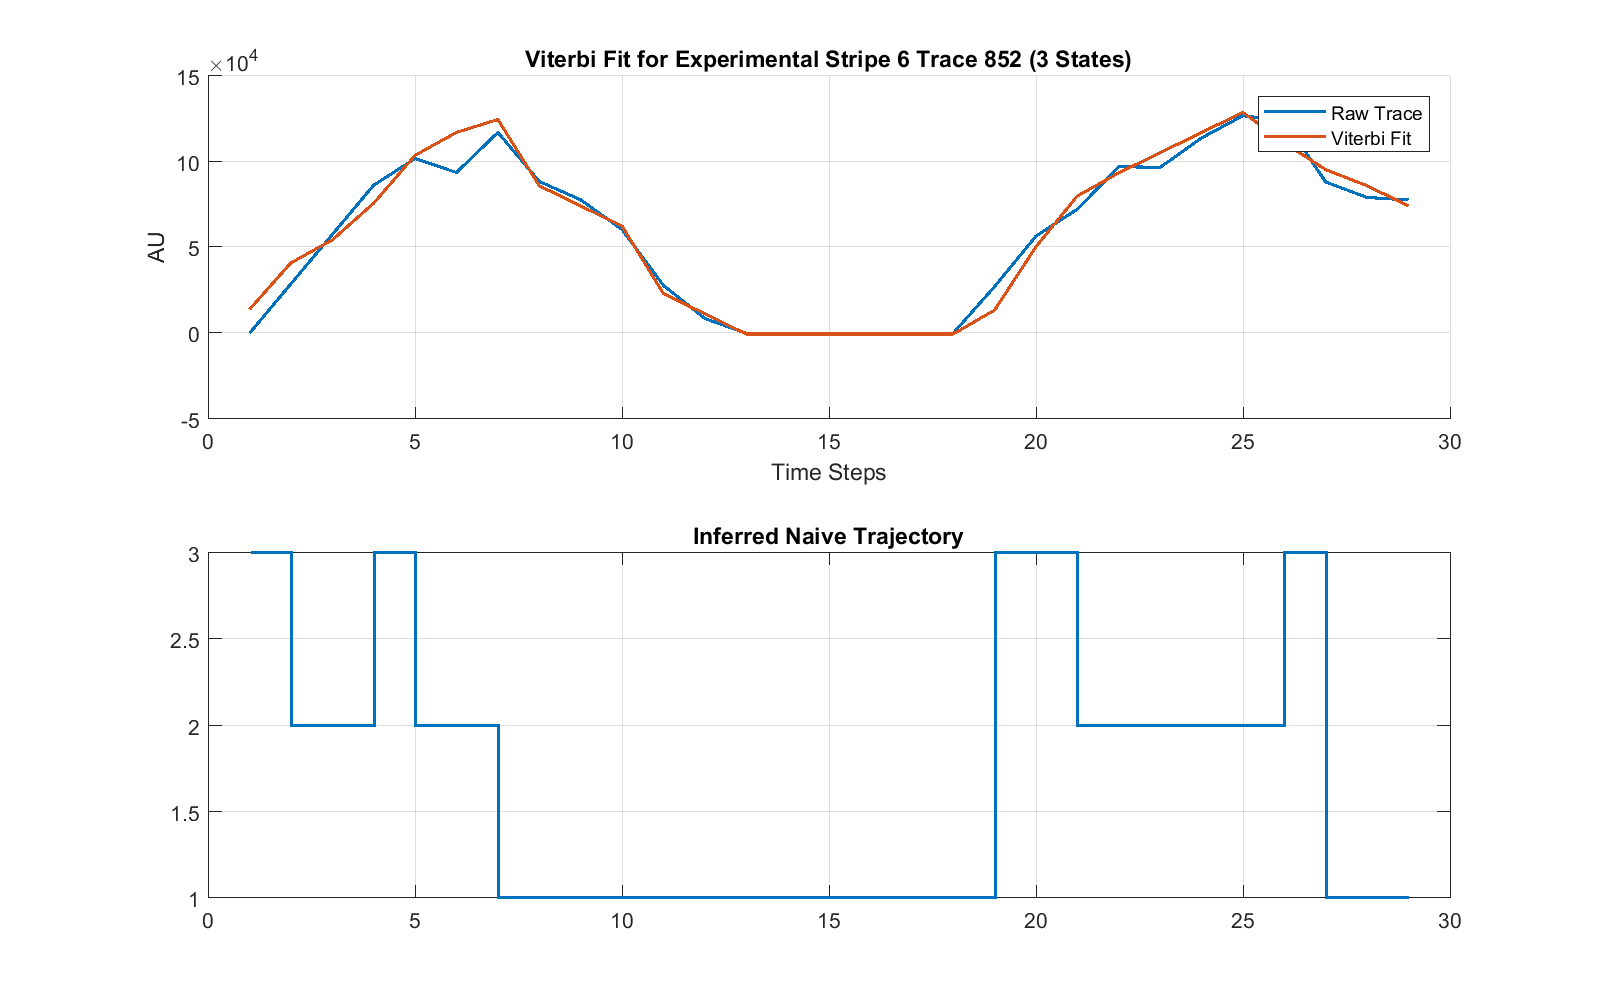 Viterbi Fit for Experimental Stripe 6 Trace 852 (3 States)
×10⁴
15
10
5
0
-5
AU
Raw Trace
Viterbi Fit
0 5 10 15 20 25 30
Time Steps
Inferred Naive Trajectory
3
2.5
2
1.5
1
0 5 10 15 20 25 30